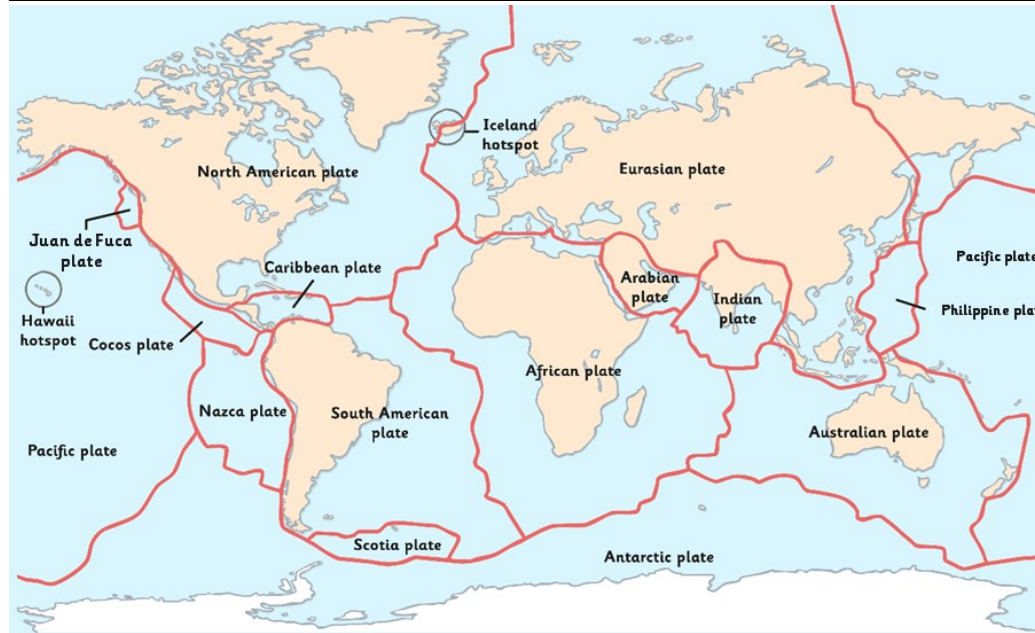 Iceland
hotspot
North American plate
Eurasian plate
Juan de Fuca
plate
Caribbean plate
Pacific plate
Arabian
plate
Indian
plate
Hawaii
hotspot
Cocos plate
Philippine plat
African plate
Nazca plate
South American
plate
Australian plate
Pacific plate
Scotia plate
Antarctic plate